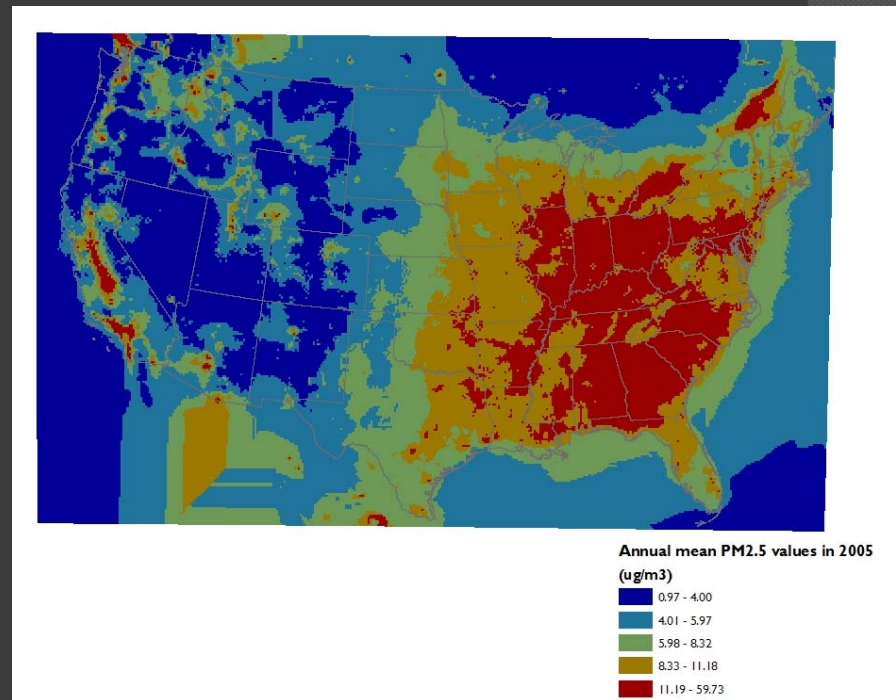 Annual mean PM2.5 values in 2005
(ug/m3)
0.97 - 4.00
4.01 - 5.97
5.98 - 8.32
8.33 - 11.18
11.19 - 59.73